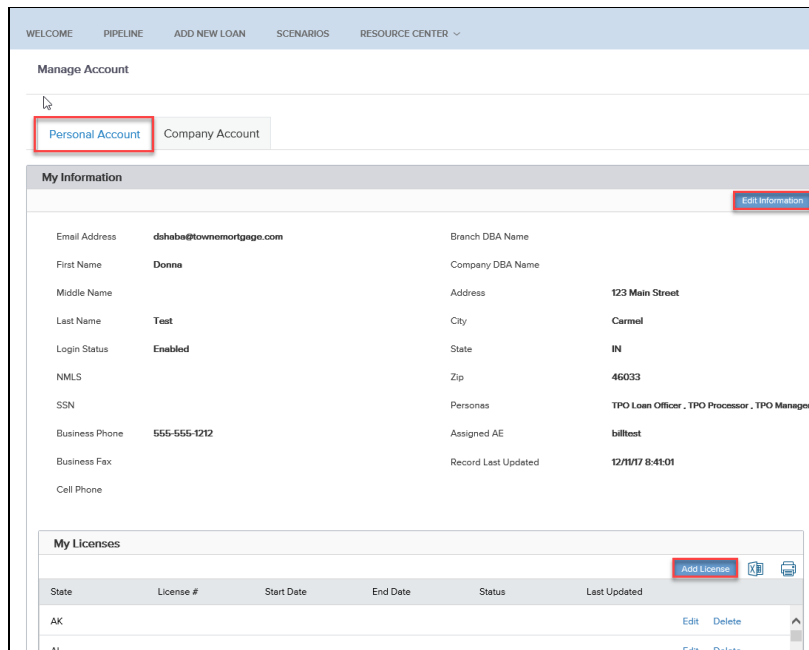 WELCOME PIPELINE ADD NEW LOAN SCENARIOS RESOURCE CENTER
Manage Account
Personal Account Company Account
My Information
Edit Information
Email Address dshaba@townemortgage.com Branch DBA Name
First Name Donna Company DBA Name
Middle Name Address 123 Main Street
Last Name Test City Carmel
Login Status Enabled State IN
NMLS Zip 46033
SSN Personas TPO Loan Officer , TPO Processor , TPO Manager
Business Phone 555-555-1212 Assigned AE billtest
Business Fax Record Last Updated 12/11/17 8:41:01
Cell Phone
My Licenses
Add License
State License # Start Date End Date Status Last Updated
AK Edit Delete
Edit Delete